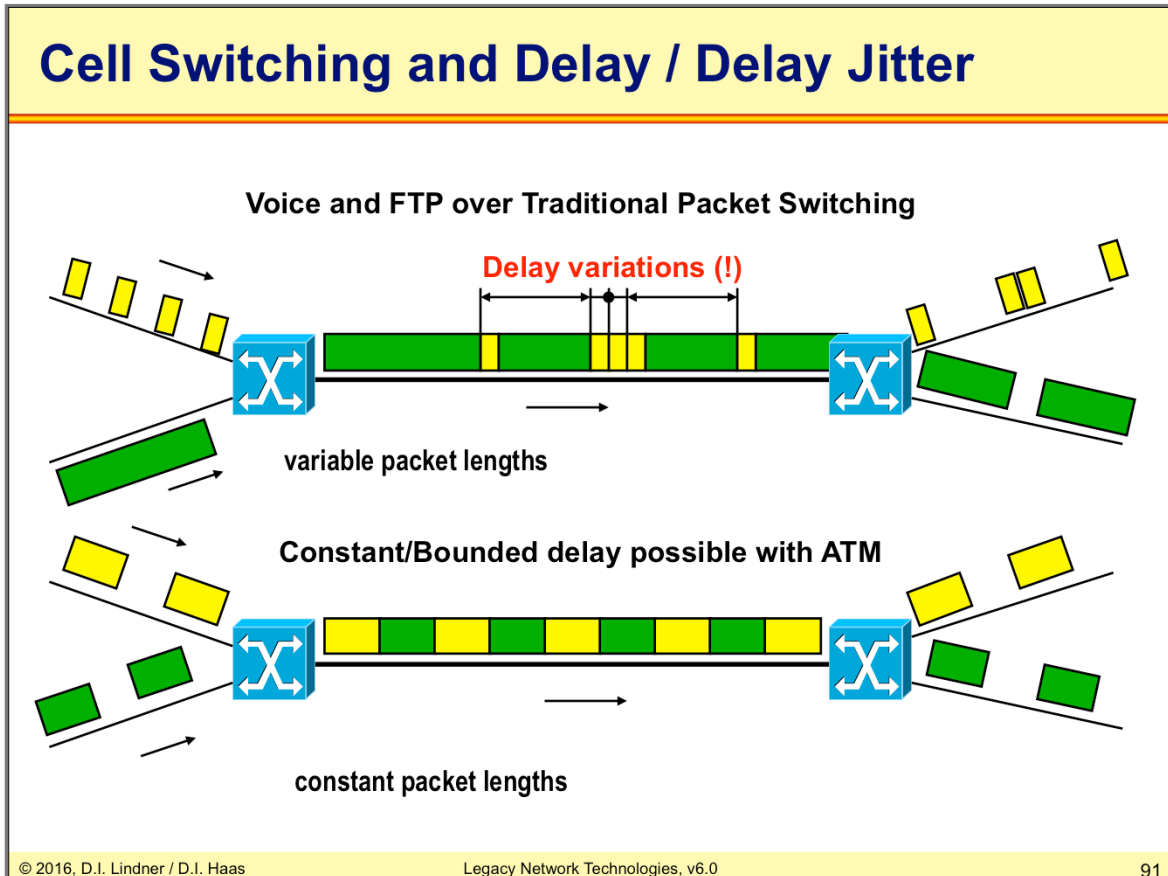 Cell Switching and Delay / Delay Jitter
Voice and FTP over Traditional Packet Switching
Delay variations (!)
variable packet lengths
Constant/Bounded delay possible with ATM
constant packet lengths
© 2016, D.I. Lindner / D.I. Haas
Legacy Network Technologies, v6.0
91